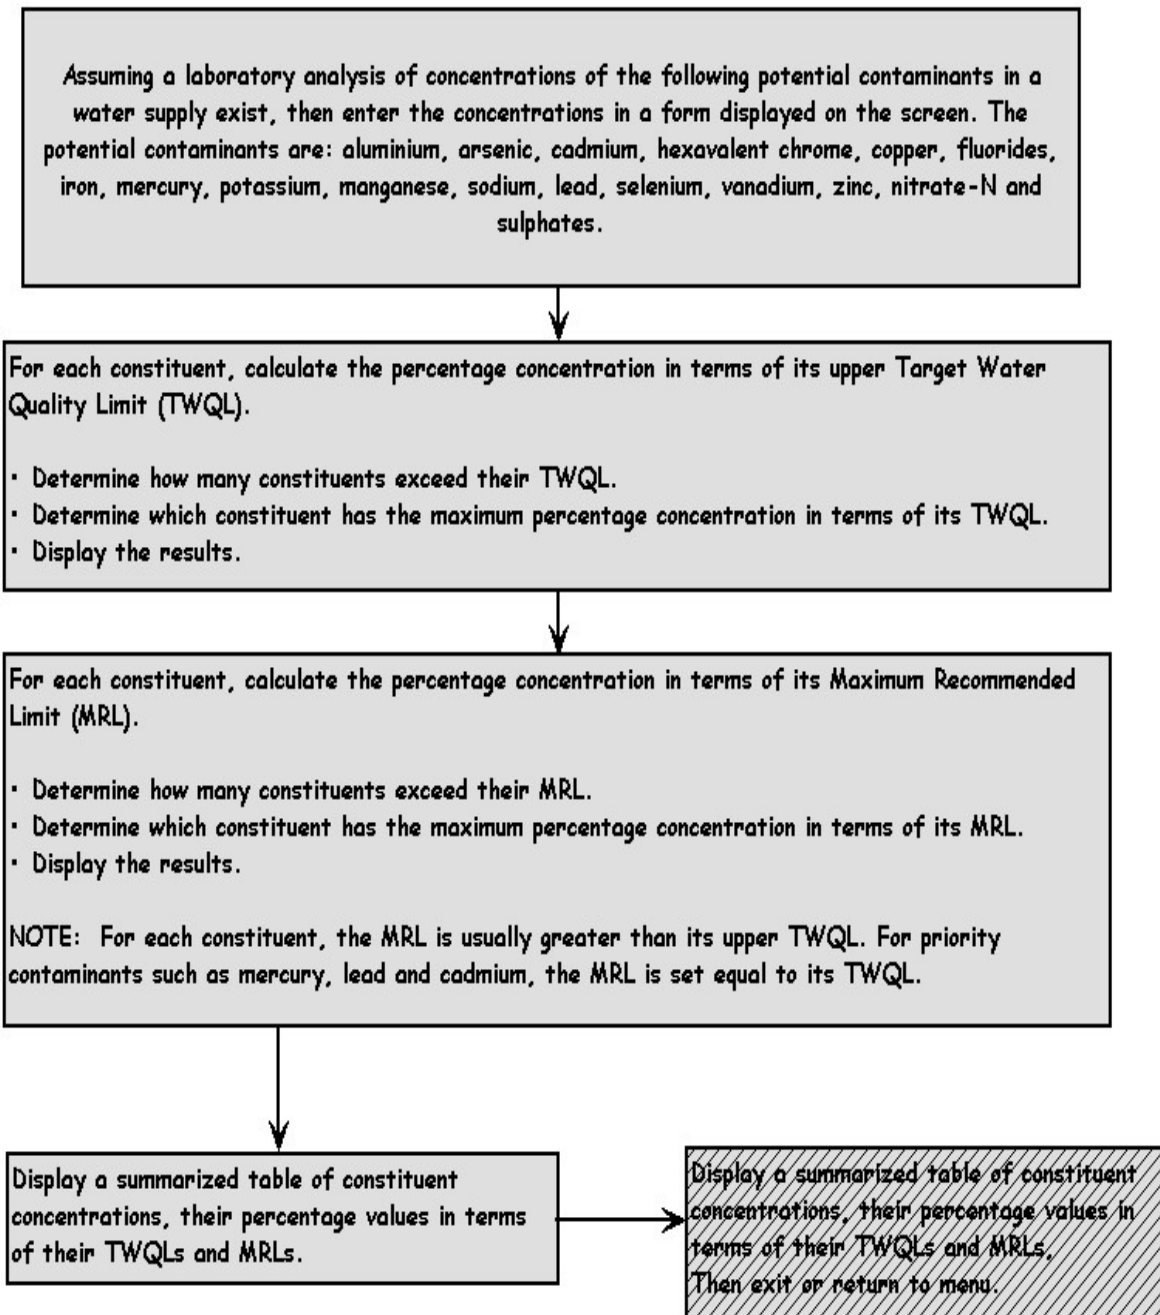 Assuming a laboratory analysis of concentrations of the following potential contaminants in a
water supply exist, then enter the concentrations in a form displayed on the screen. The
potential contaminants are: aluminium, arsenic, cadmium, hexavalent chrome, copper, fluorides,
iron, mercury, potassium, manganese, sodium, lead, selenium, vanadium, zinc, nitrate-N and
sulphates.
For each constituent, calculate the percentage concentration in terms of its upper Target Water
Quality Limit (TWQL).
· Determine how many constituents exceed their TWQL.
· Determine which constituent has the maximum percentage concentration in terms of its TWQL.
· Display the results.
For each constituent, calculate the percentage concentration in terms of its Maximum Recommended
Limit (MRL).
· Determine how many constituents exceed their MRL.
· Determine which constituent has the maximum percentage concentration in terms of its MRL.
· Display the results.
NOTE: For each constituent, the MRL is usually greater than its upper TWQL. For priority
contaminants such as mercury, lead and cadmium, the MRL is set equal to its TWQL.
Display a summarized table of constituent
concentrations, their percentage values in terms
of their TWQLs and MRLs.
Display a summarized table of constituent
concentrations, their percentage values in
terms of their TWQLs and MRLs,
Then exit or return to menu.